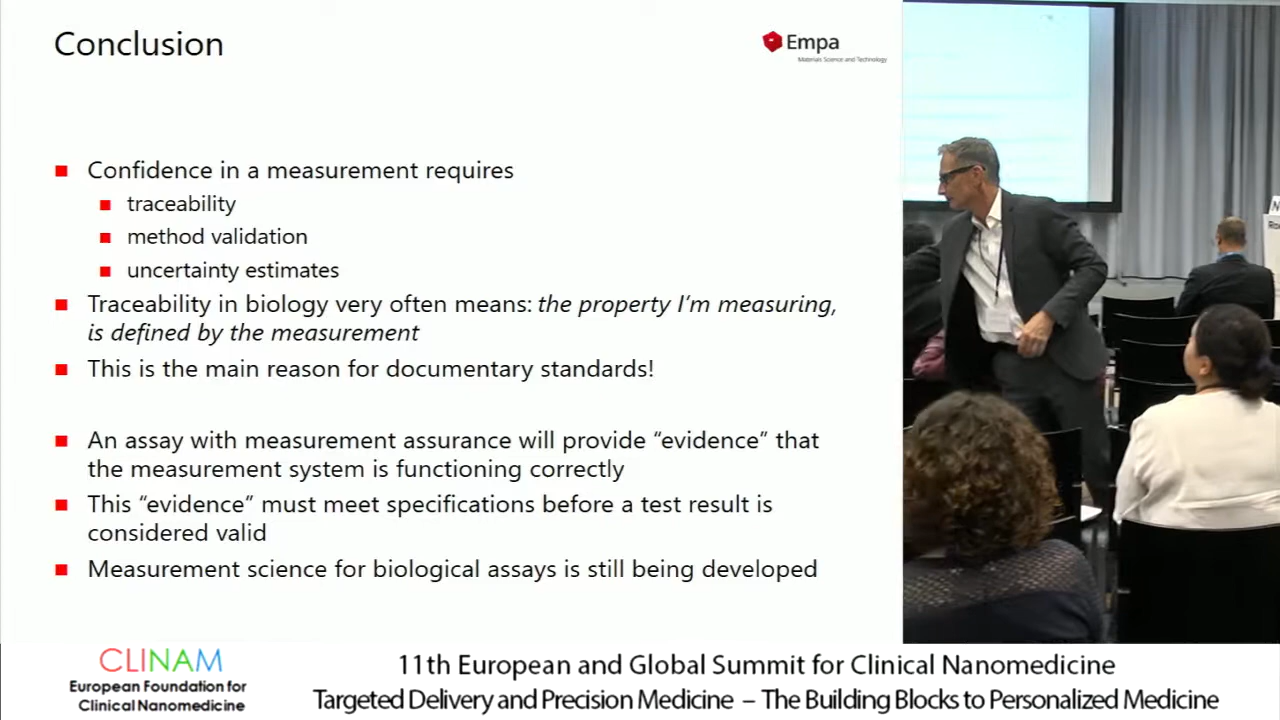 Conclusion
Empa
Materials Science and Technology
Confidence in a measurement requires
traceability
method validation
uncertainty estimates
Traceability in biology very often means: the property I'm measuring,
is defined by the measurement
This is the main reason for documentary standards!
An assay with measurement assurance will provide “evidence” that
the measurement system is functioning correctly
This “evidence” must meet specifications before a test result is
considered valid
Measurement science for biological assays is still being developed
CLINAM
European Foundation for
Clinical Nanomedicine
11th European and Global Summit for Clinical Nanomedicine
Targeted Delivery and Precision Medicine – The Building Blocks to Personalized Medicine